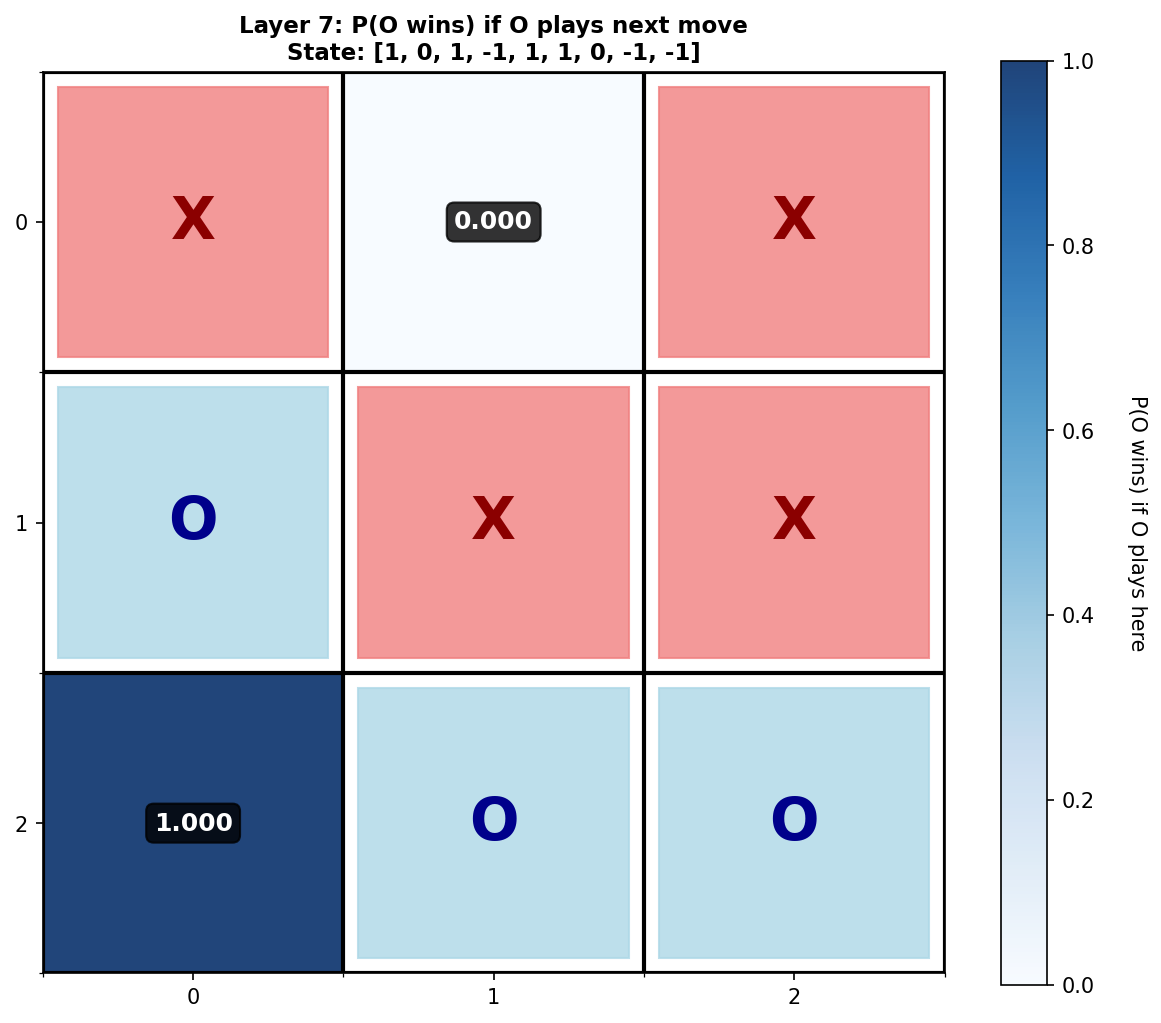 Layer 7: P(O wins) if O plays next move
State: [1, 0, 1, -1, 1, 1, 0, -1, -1]
X
0.000
X
O
X
X
1.000
O
O
0
1
2
0
1
2
1.0
0.8
0.6
0.4
0.2
0.0
P(O wins) if O plays here